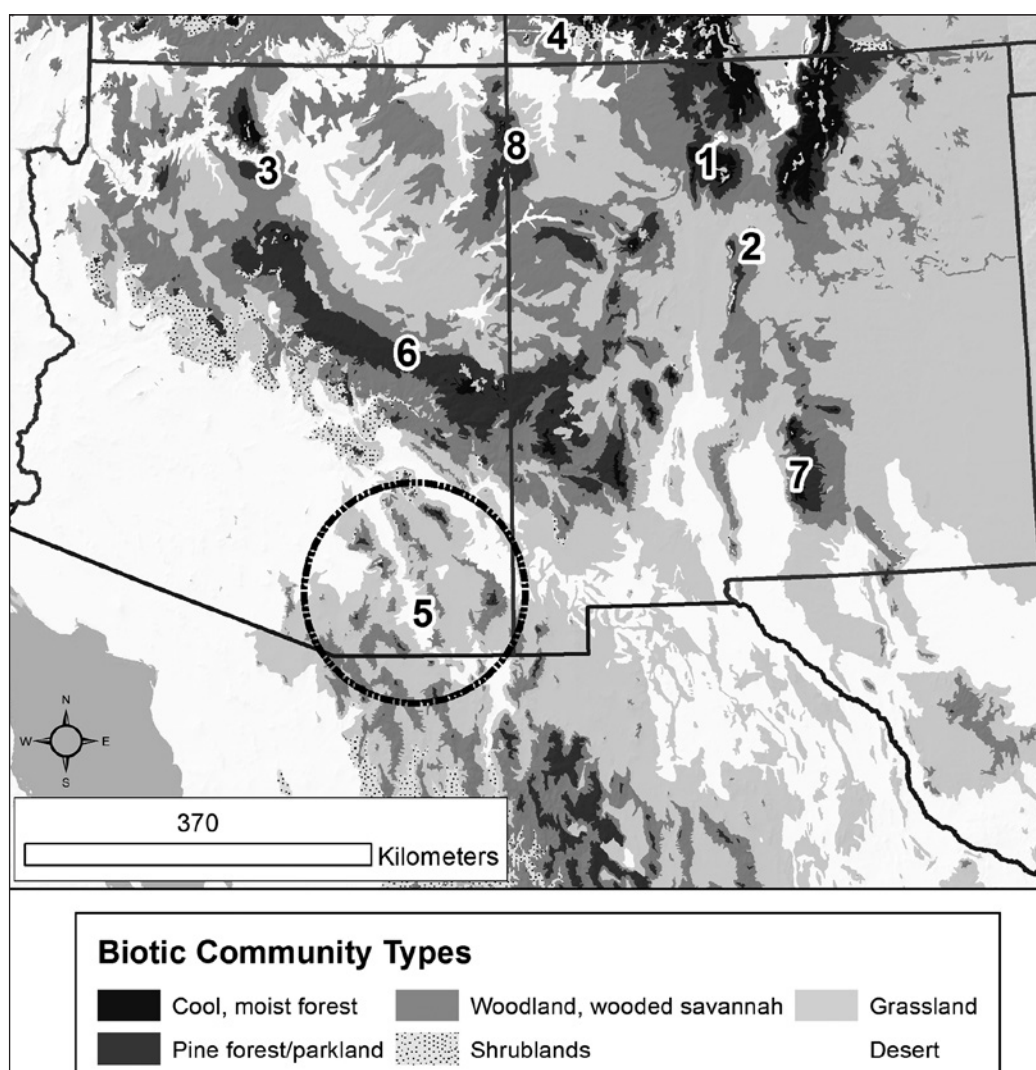 4
8
3
1
2
6
7
5
N
W E
S
370
Kilometers
Biotic Community Types
Cool, moist forest Woodland, wooded savannah Grassland
Pine forest/parkland Shrublands Desert